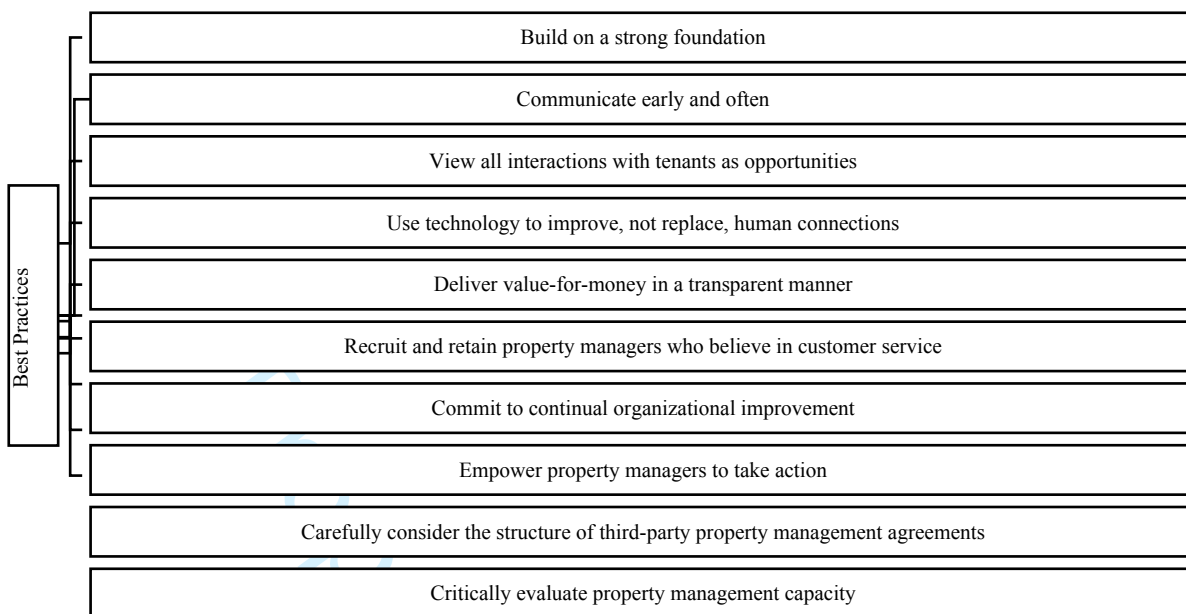 Best Practices
Build on a strong foundation
Communicate early and often
View all interactions with tenants as opportunities
Use technology to improve, not replace, human connections
Deliver value-for-money in a transparent manner
Recruit and retain property managers who believe in customer service
Commit to continual organizational improvement
Empower property managers to take action
Carefully consider the structure of third-party property management agreements
Critically evaluate property management capacity